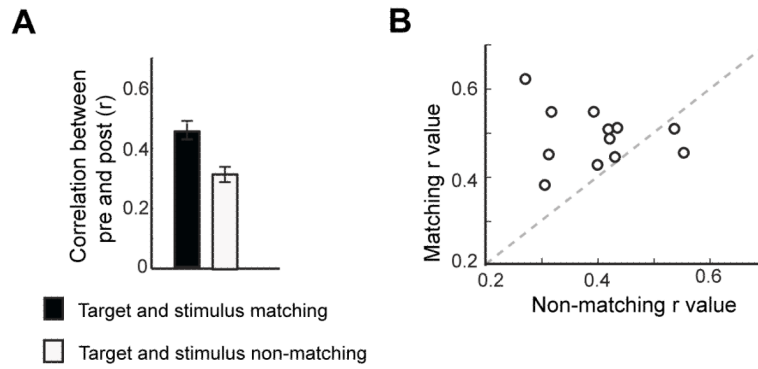 A
Correlation between
pre and post (r)
0.6
0.4
0.2
0
Target and stimulus matching
Target and stimulus non-matching
B
Matching r value
0.6
0.4
0.2
0.2
0.4
0.6
Non-matching r value